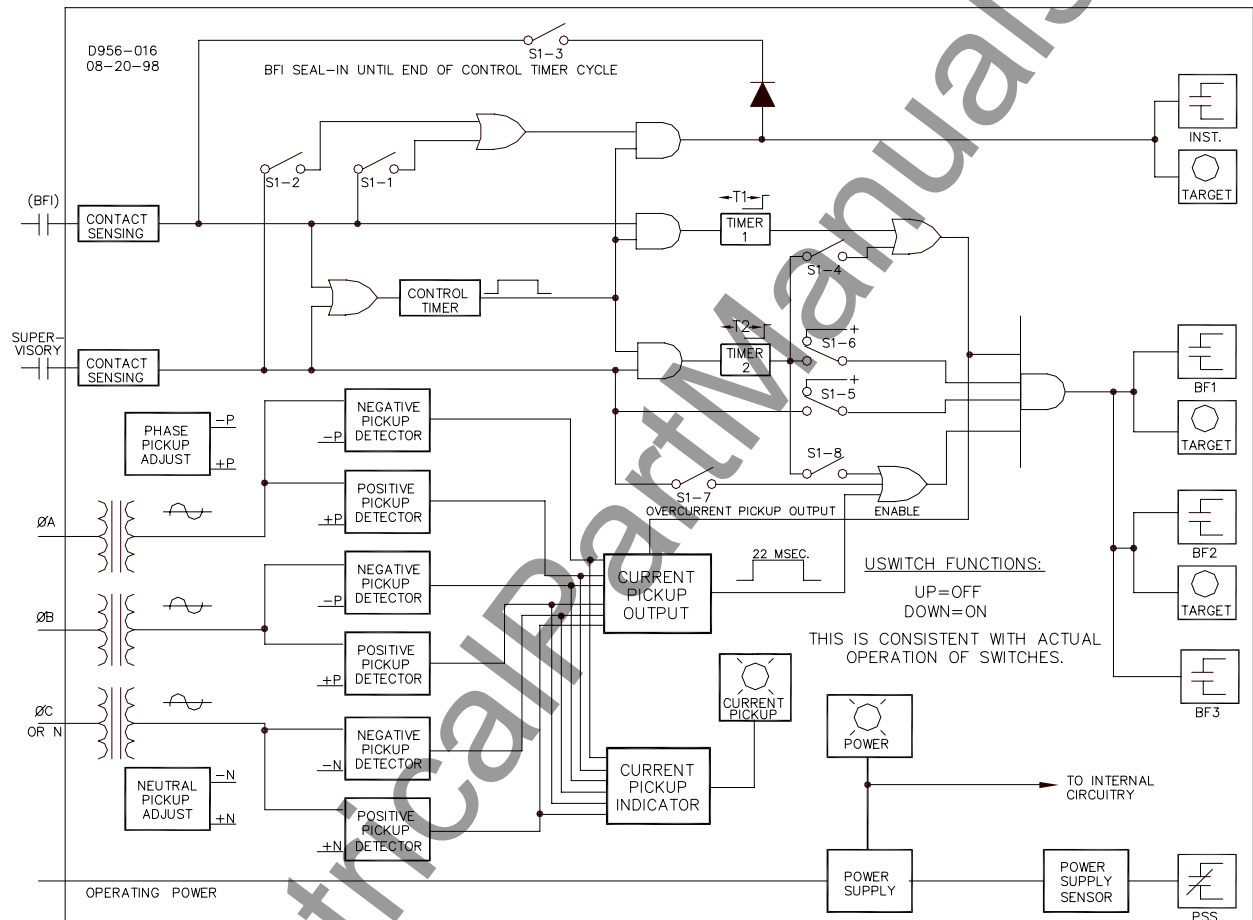 D956-016
08-20-98
S1-3
BFI SEAL-IN UNTIL END OF CONTROL TIMER CYCLE
INST.
S1-2
S1-1
TARGET
(BFI)
CONTACT
SENSING
T1
TIMER
1
S1-4
CONTROL
TIMER
SUPER-
VISORY
CONTACT
SENSING
T2
TIMER
2
+
S1-6
+
S1-5
BF1
TARGET
PHASE
PICKUP
ADJUST
-P
+P
NEGATIVE
PICKUP
DETECTOR
-P
S1-8
S1-7
OVERCURRENT PICKUP OUTPUT
ENABLE
POSITIVE
PICKUP
DETECTOR
+P
ØA
BF2
CURRENT
PICKUP
OUTPUT
22 MSEC.
USWITCH FUNCTIONS:
UP=OFF
DOWN=ON
THIS IS CONSISTENT WITH ACTUAL
OPERATION OF SWITCHES.
NEGATIVE
PICKUP
DETECTOR
-P
TARGET
ØB
POSITIVE
PICKUP
DETECTOR
+P
CURRENT
PICKUP
BF3
ØC
OR N
NEGATIVE
PICKUP
DETECTOR
-N
POWER
NEUTRAL
PICKUP
ADJUST
-N
+N
CURRENT
PICKUP
INDICATOR
TO INTERNAL
CIRCUITRY
POSITIVE
PICKUP
DETECTOR
+N
OPERATING POWER
POWER
SUPPLY
POWER
SUPPLY
SENSOR
PSS
tricalPartManuals